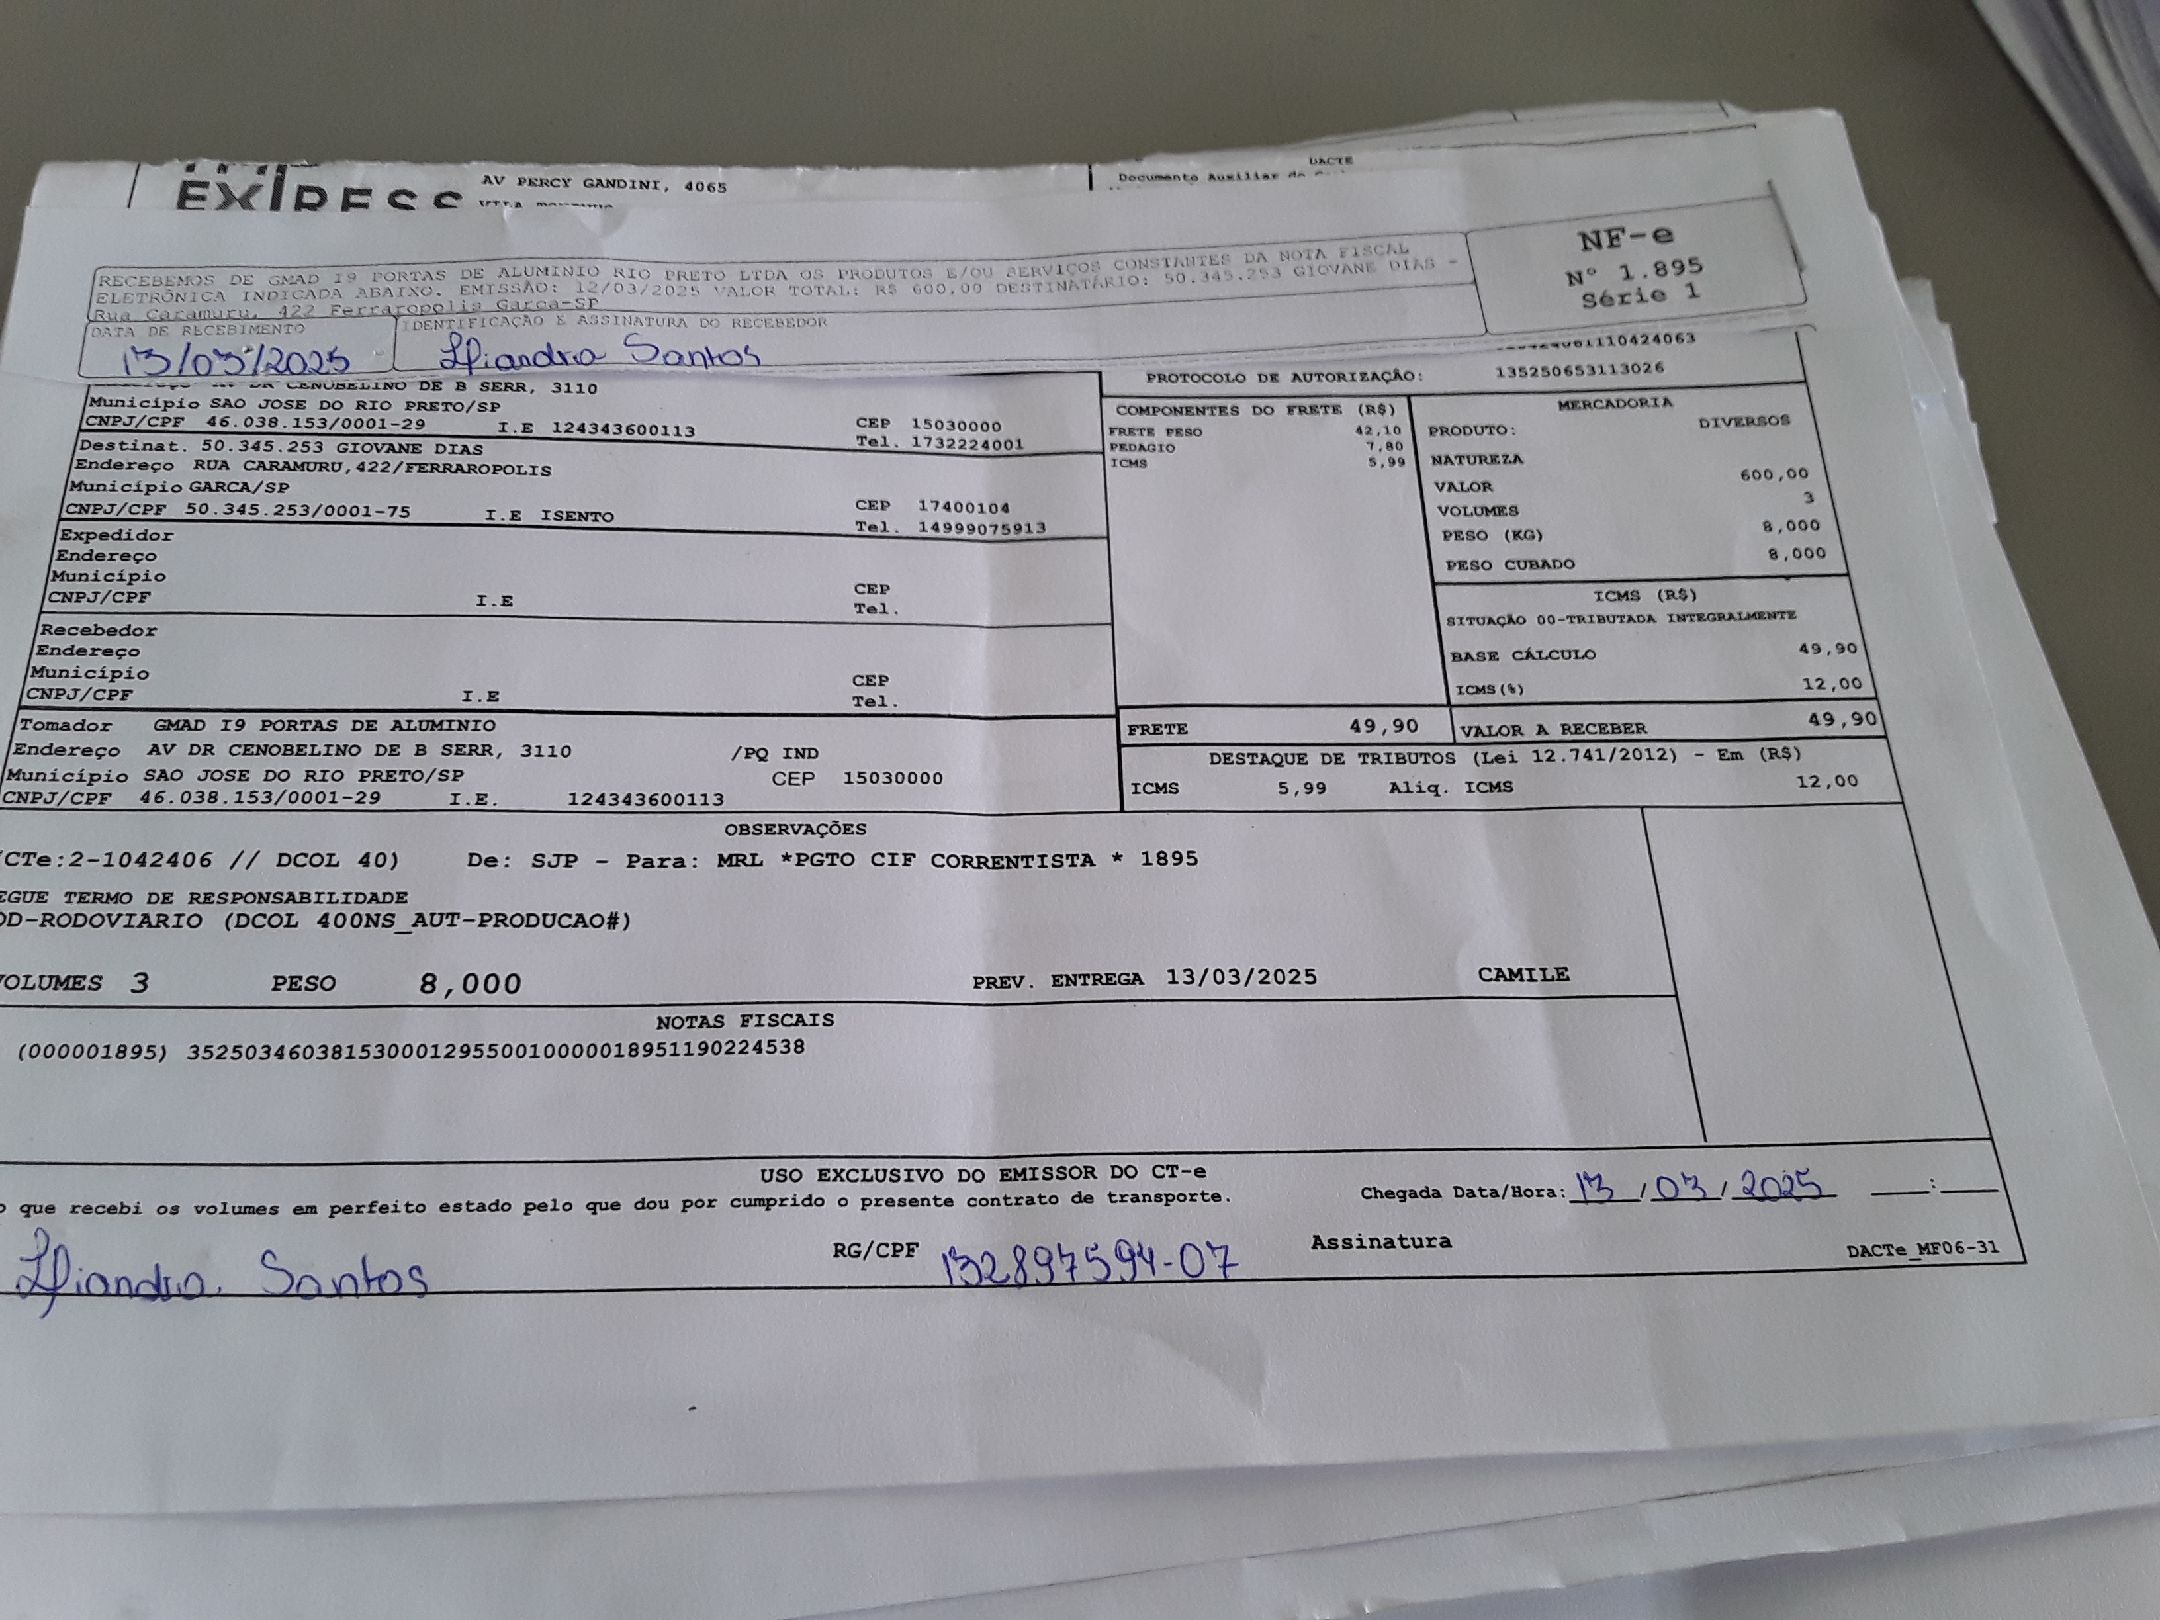 EXPRESS AV PERCY GANDINI, 4065
DACTE
Documento Auxiliar do
RECEBEMOS DE GMAD I9 PORTAS DE ALUMINIO RIO PRETO LTDA OS PRODUTOS E/OU SERVIÇOS CONSTANTES DA NOTA FISCAL
ELETRÔNICA INDICADA ABAIXO. EMISSÃO: 12/03/2025 VALOR TOTAL: R$ 600,00 DESTINATÁRIO: 50.345.253 GIOVANE DIAS -
Rua Caramuru, 422 Ferraropolis Garca-SP
NF-e
Nº 1.895
Série 1
DATA DE RECEBIMENTO
13/03/2025
IDENTIFICAÇÃO E ASSINATURA DO RECEBEDOR
Santos
AV DR CENOBELINO DE B SERR, 3110
Município SAO JOSE DO RIO PRETO/SP
CEP 15030000
CNPJ/CPF 46.038.153/0001-29 I.E 124343600113
Tel. 1732224001
Destinat. 50.345.253 GIOVANE DIAS
Endereço RUA CARAMURU,422/FERRAROPOLIS
Município GARCA/SP
CEP 17400104
CNPJ/CPF 50.345.253/0001-75 I.E ISENTO
Tel. 14999075913
Expedidor
Endereço
Município
CEP
CNPJ/CPF I.E
Tel.
Recebedor
Endereço
Município
CEP
CNPJ/CPF I.E
Tel.
Tomador GMAD I9 PORTAS DE ALUMINIO
Endereço AV DR CENOBELINO DE B SERR, 3110 /PQ IND
Município SAO JOSE DO RIO PRETO/SP CEP 15030000
CNPJ/CPF 46.038.153/0001-29 I.E. 124343600113
PROTOCOLO DE AUTORIZAÇÃO: 135250653113026
COMPONENTES DO FRETE (R$)
FRETE PESO 42,10
PEDAGIO 7,80
ICMS 5,99
MERCADORIA
PRODUTO: DIVERSOS
NATUREZA
VALOR 600,00
VOLUMES 3
PESO (KG) 8,000
PESO CUBADO 8,000
ICMS (R$)
SITUAÇÃO 00-TRIBUTADA INTEGRALMENTE
BASE CÁLCULO 49,90
ICMS(%) 12,00
FRETE 49,90
VALOR A RECEBER 49,90
DESTAQUE DE TRIBUTOS (Lei 12.741/2012) - Em (R$)
ICMS 5,99 Aliq. ICMS 12,00
OBSERVAÇÕES
(CTe:2-1042406 // DCOL 40) De: SJP - Para: MRL *PGTO CIF CORRENTISTA * 1895
EGUE TERMO DE RESPONSABILIDADE
OD-RODOVIARIO (DCOL 400NS_AUT-PRODUCAO#)
VOLUMES 3 PESO 8,000 PREV. ENTREGA 13/03/2025 CAMILE
NOTAS FISCAIS
(000001895) 35250346038153000129550010000018951190224538
USO EXCLUSIVO DO EMISSOR DO CT-e
o que recebi os volumes em perfeito estado pelo que dou por cumprido o presente contrato de transporte.
Chegada Data/Hora: 13/03/2025 __:__
Santos
RG/CPF 132897594-07
Assinatura
DACTe_MF06-31